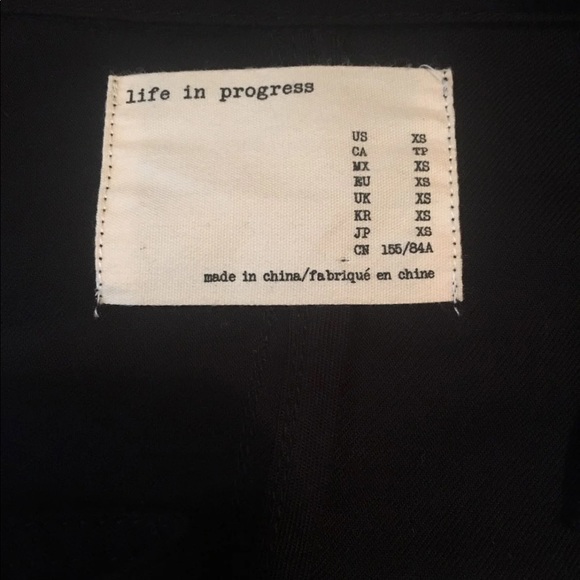 life in progress
US XS
CA TP
MX XS
EU XS
UK XS
KR XS
JP XS
CN 155/84A
made in china/fabriqué en chine